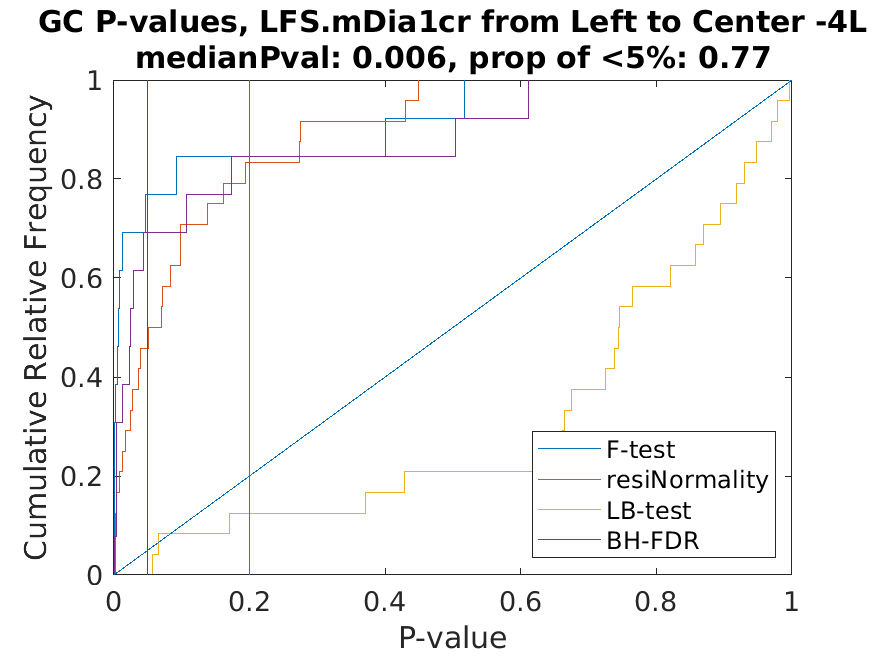 GC P-values, LFS.mDia1cr from Left to Center -4L
medianPval: 0.006, prop of <5%: 0.77
1
0.8
0.6
0.4
0.2
0
Cumulative Relative Frequency
F-test
resiNormality
LB-test
BH-FDR
0 0.2 0.4 0.6 0.8 1
P-value